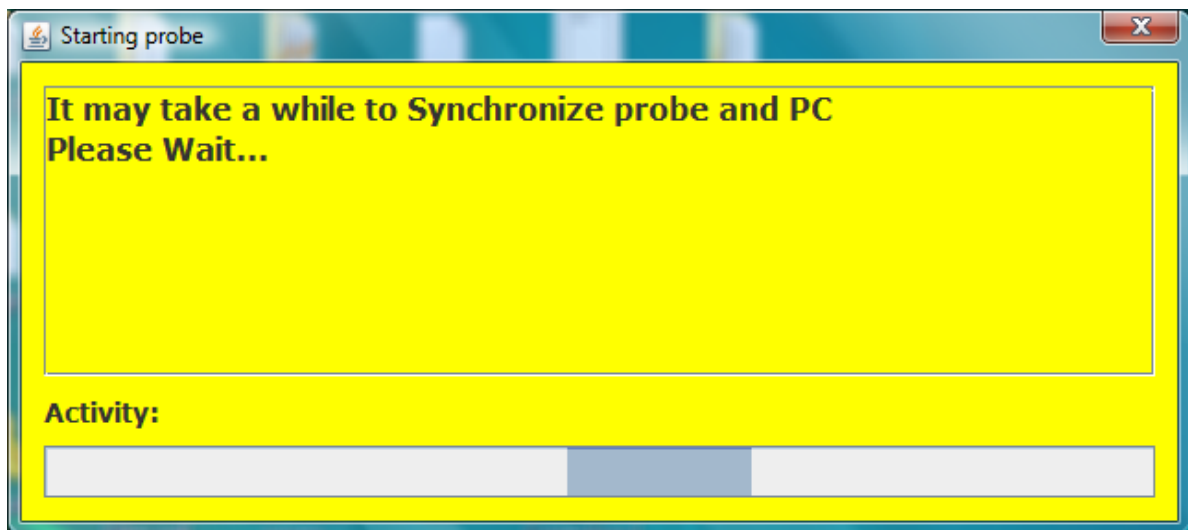 Starting probe
It may take a while to Synchronize probe and PC
Please Wait...
Activity: